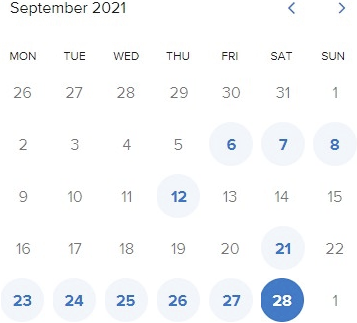 September 2021
MON TUE WED THU FRI SAT SUN
26 27 28 29 30 31 1
2 3 4 5 6 7 8
9 10 11 12 13 14 15
16 17 18 19 20 21 22
23 24 25 26 27 28 1